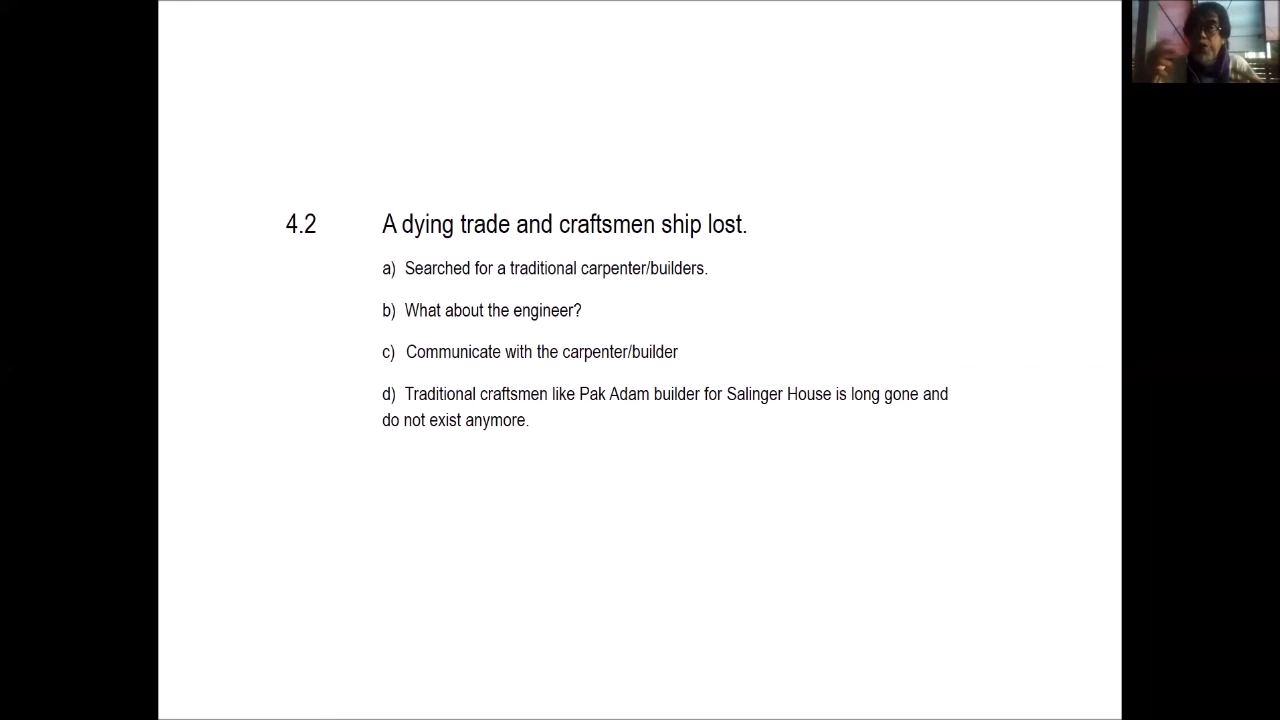 4.2 A dying trade and craftsmen ship lost.
a) Searched for a traditional carpenter/builders.
b) What about the engineer?
c) Communicate with the carpenter/builder
d) Traditional craftsmen like Pak Adam builder for Salinger House is long gone and
do not exist anymore.